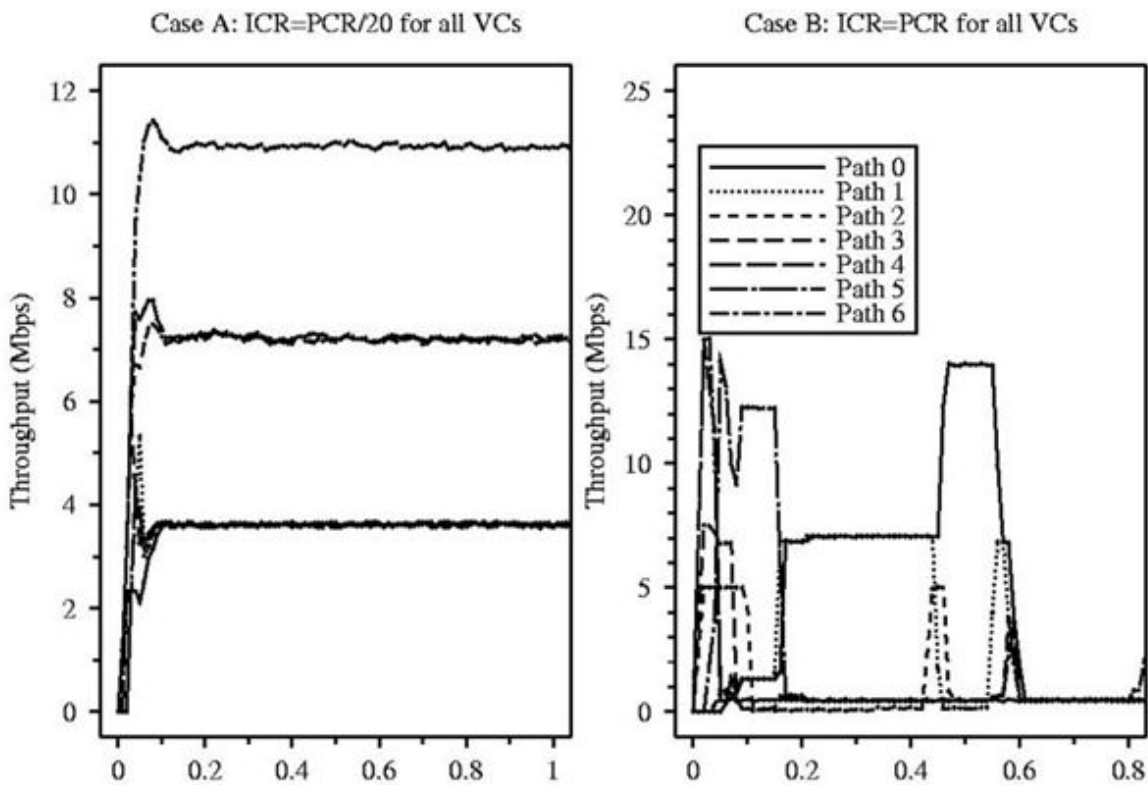 Case A: ICR=PCR/20 for all VCs
Case B: ICR=PCR for all VCs
Throughput (Mbps)
12
10
8
6
4
2
0
0
0.2
0.4
0.6
0.8
1
Throughput (Mbps)
25
20
15
10
5
0
Path 0
Path 1
Path 2
Path 3
Path 4
Path 5
Path 6
0
0.2
0.4
0.6
0.8